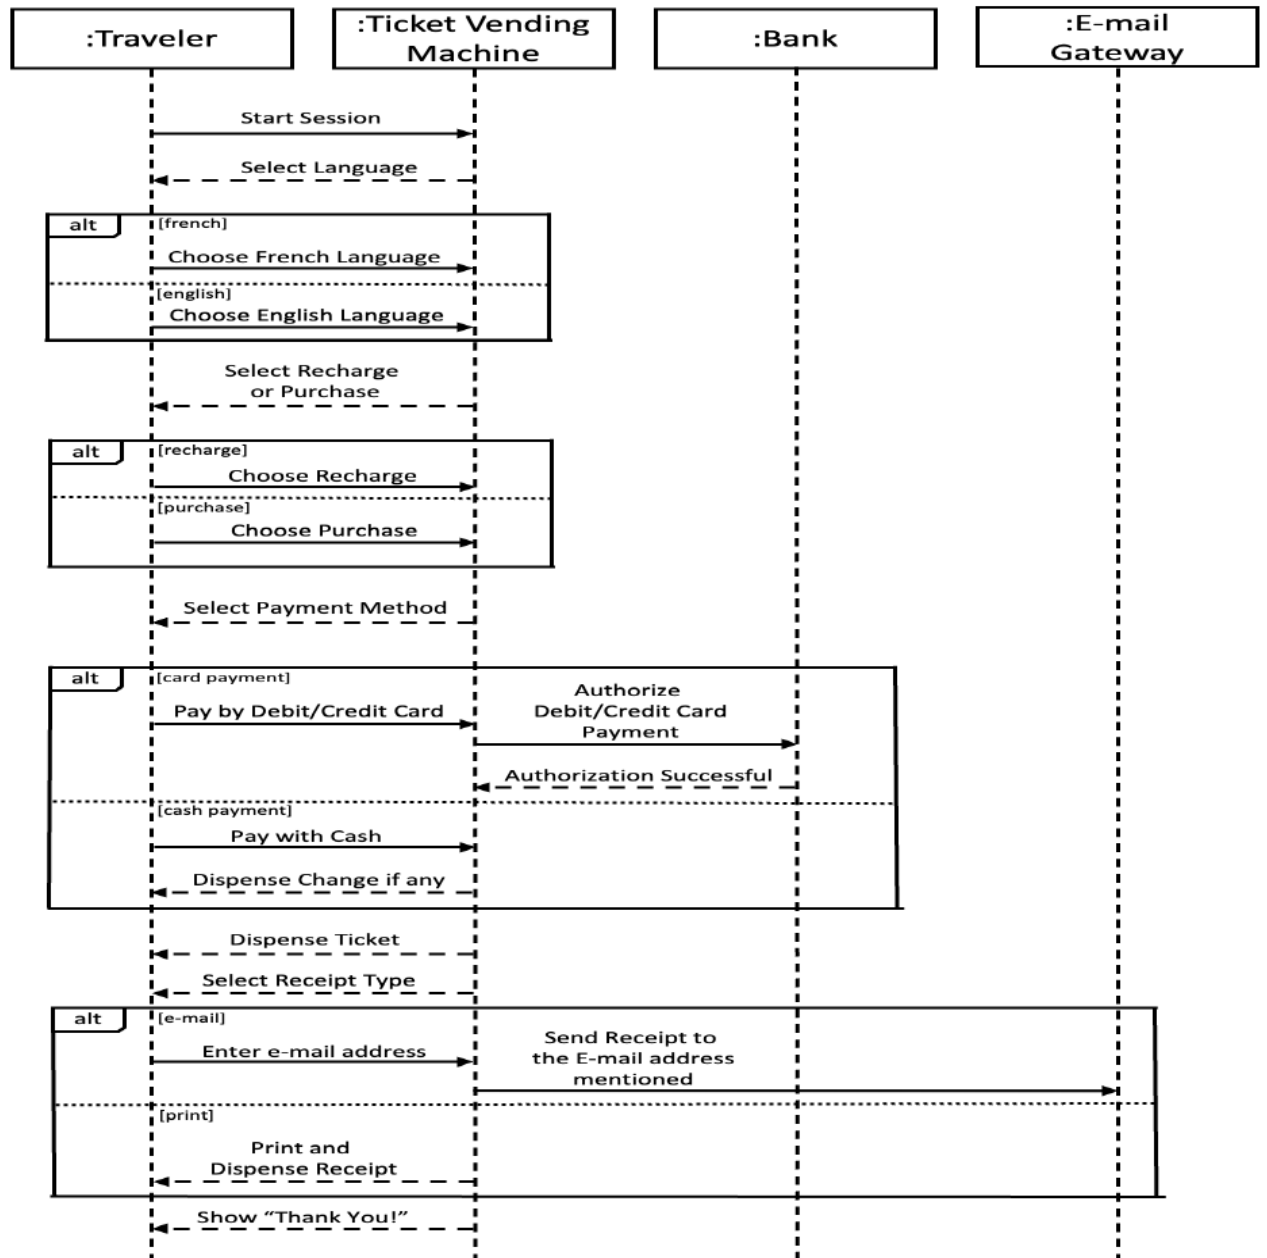 :Traveler
:Ticket Vending
Machine
:Bank
:E-mail
Gateway
Start Session
Select Language
alt
[french]
Choose French Language
[english]
Choose English Language
Select Recharge
or Purchase
alt
[recharge]
Choose Recharge
[purchase]
Choose Purchase
Select Payment Method
alt
[card payment]
Pay by Debit/Credit Card
Authorize
Debit/Credit Card
Payment
Authorization Successful
[cash payment]
Pay with Cash
Dispense Change if any
Dispense Ticket
Select Receipt Type
alt
[e-mail]
Enter e-mail address
Send Receipt to
the E-mail address
mentioned
[print]
Print and
Dispense Receipt
Show “Thank You!”